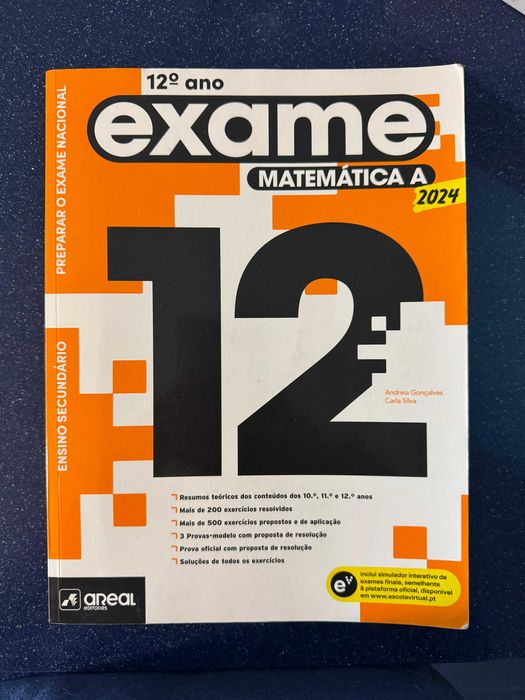 12º ano
exame
MATEMÁTICA A
2024
PREPARAR O EXAME NACIONAL
ENSINO SECUNDÁRIO
12
Andreia Gonçalves
Carla Silva
Resumos teóricos dos conteúdos dos 10.º, 11.º e 12.º anos
Mais de 200 exercícios resolvidos
Mais de 500 exercícios propostos e de aplicação
3 Provas-modelo com proposta de resolução
Prova oficial com proposta de resolução
Soluções de todos os exercícios
e
Inclui simulador interativo de
exames finais, semelhante
à plataforma oficial, disponível
em www.escolavirtual.pt
areal
editores